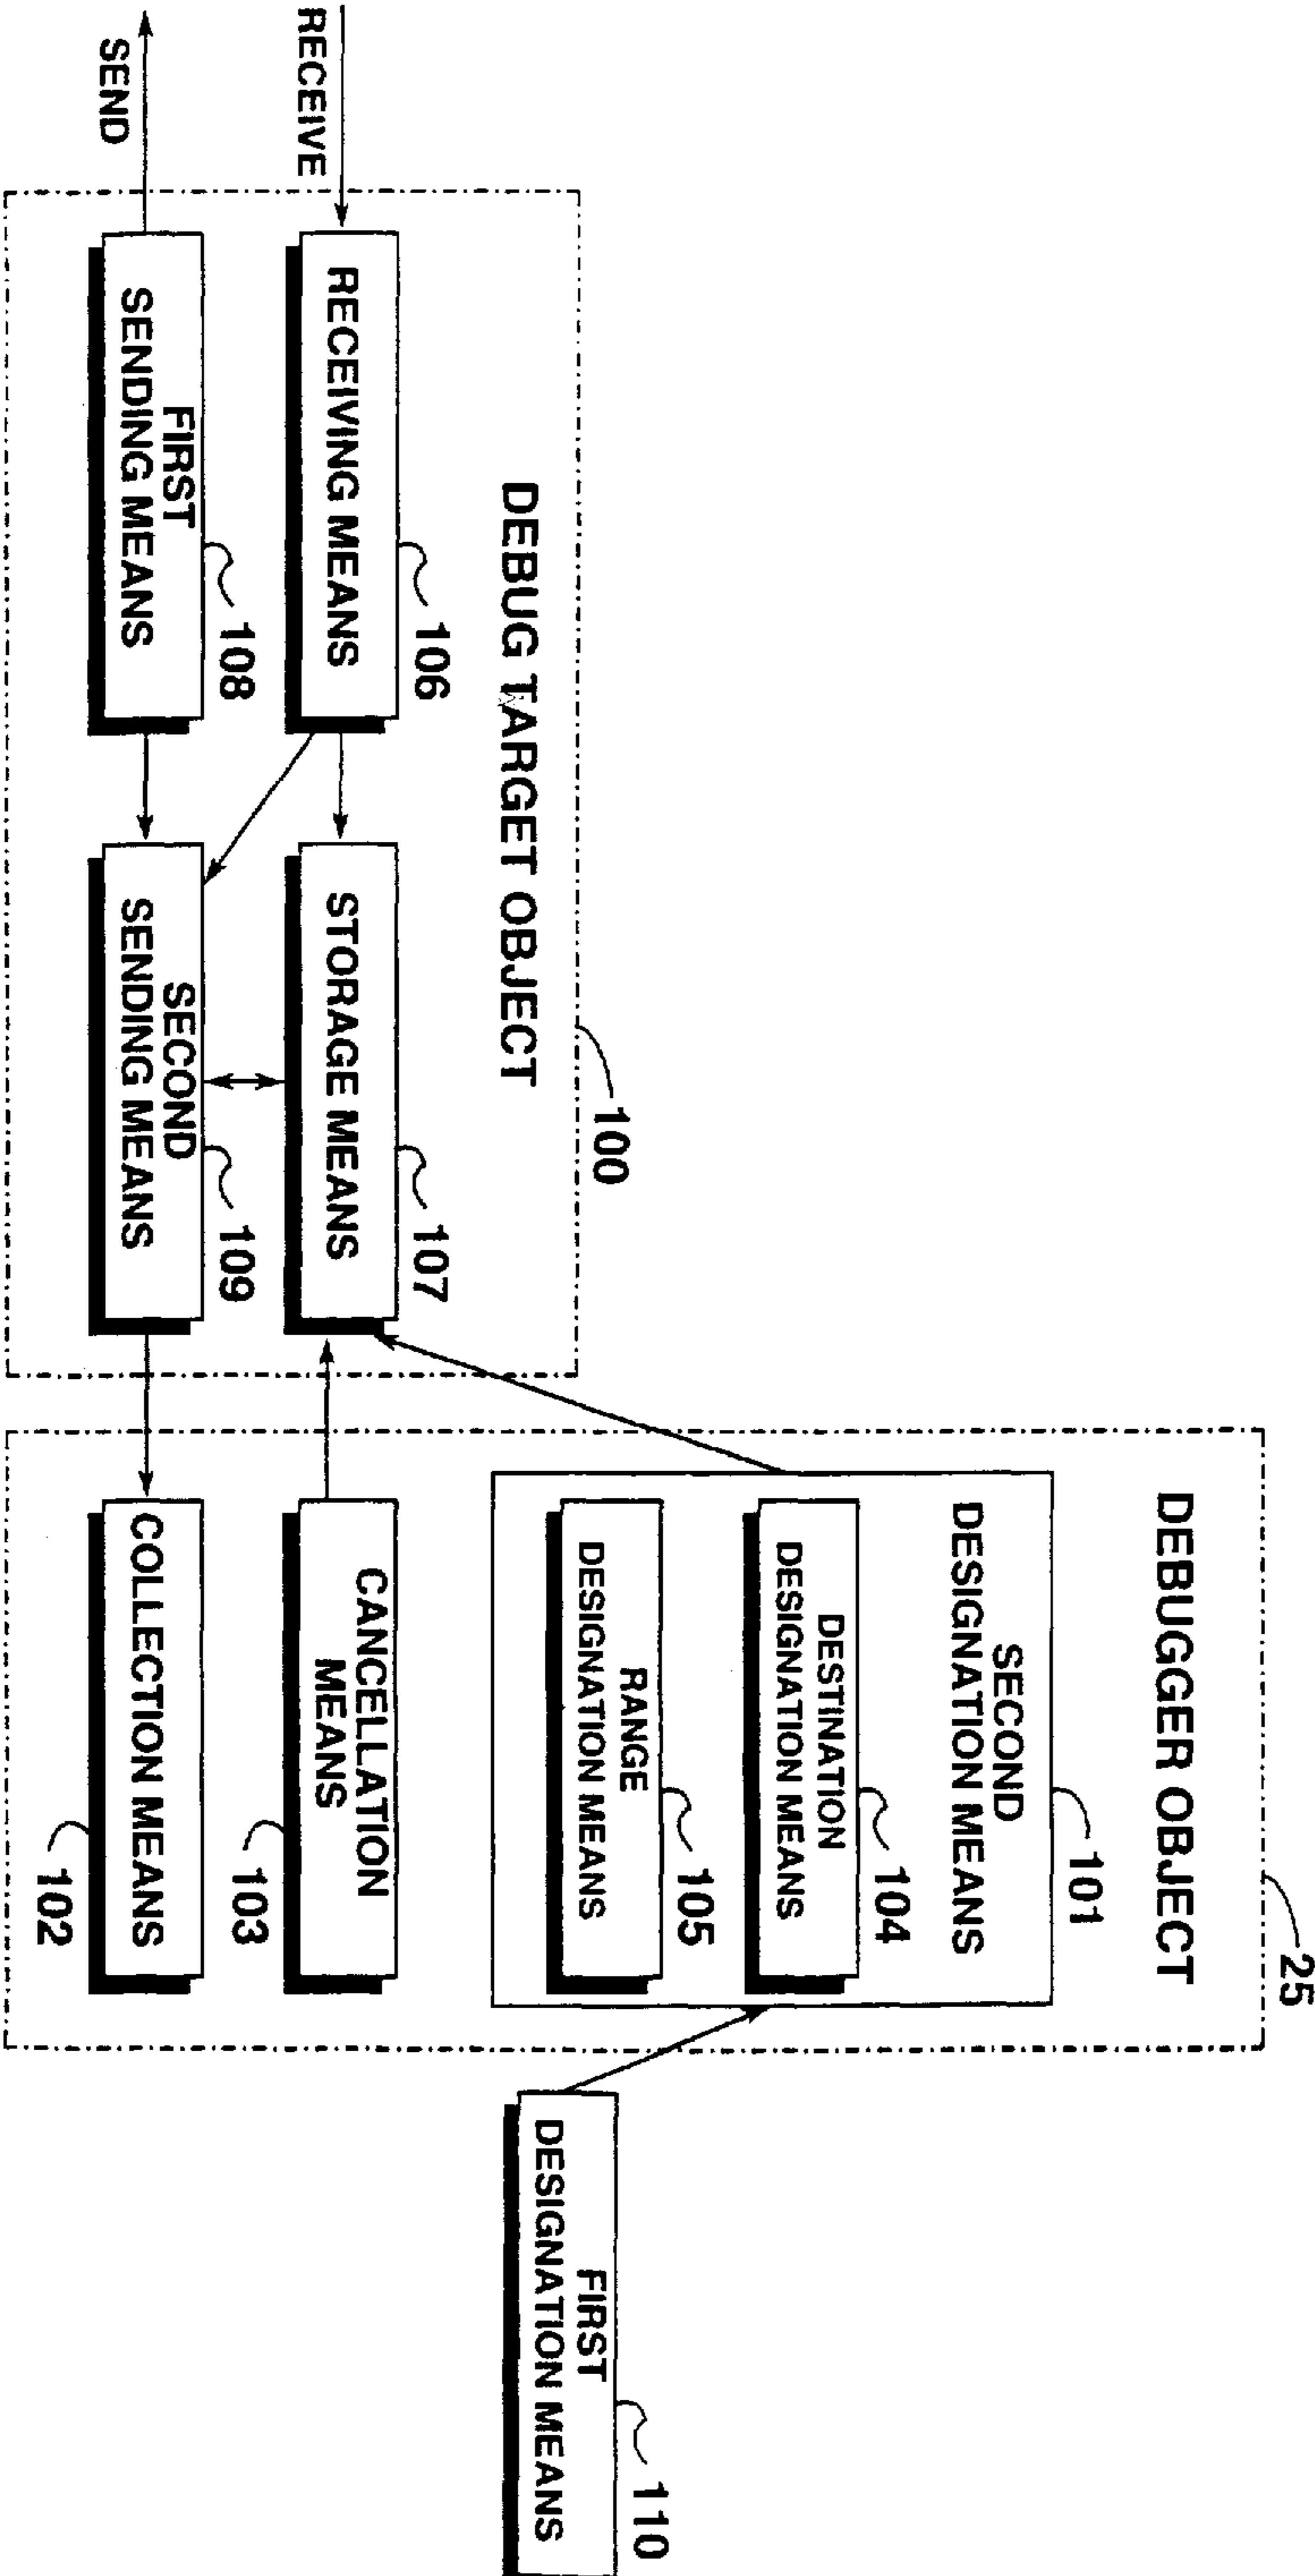 25
DEBUGGER OBJECT
101
SECOND
DESIGNATION MEANS
104
DESTINATION
DESIGNATION MEANS
105
RANGE
DESIGNATION MEANS
110
FIRST
DESIGNATION MEANS
100
DEBUG TARGET OBJECT
RECEIVE
106
RECEIVING MEANS
107
STORAGE MEANS
CANCELLATION
MEANS
103
SEND
108
FIRST
SENDING MEANS
109
SECOND
SENDING MEANS
COLLECTION MEANS
102